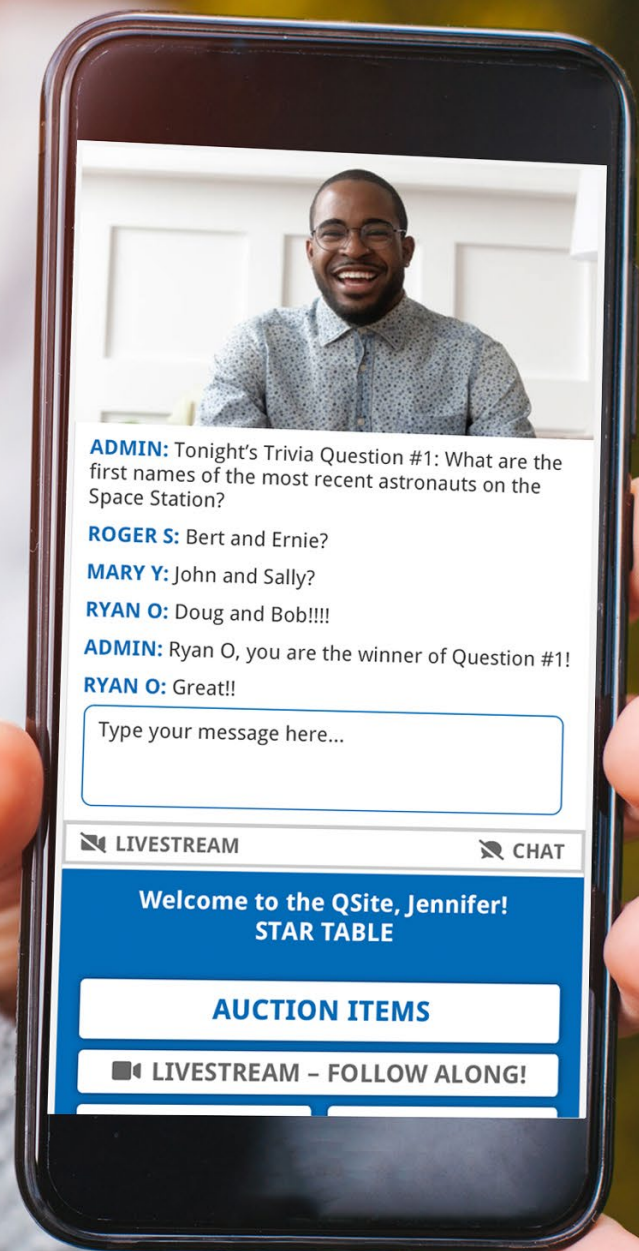 ADMIN: Tonight's Trivia Question #1: What are the
first names of the most recent astronauts on the
Space Station?
ROGER S: Bert and Ernie?
MARY Y: John and Sally?
RYAN O: Doug and Bob!!!!
ADMIN: Ryan O, you are the winner of Question #1!
RYAN O: Great!!
Type your message here...
LIVESTREAM CHAT
Welcome to the QSite, Jennifer!
STAR TABLE
AUCTION ITEMS
LIVESTREAM – FOLLOW ALONG!